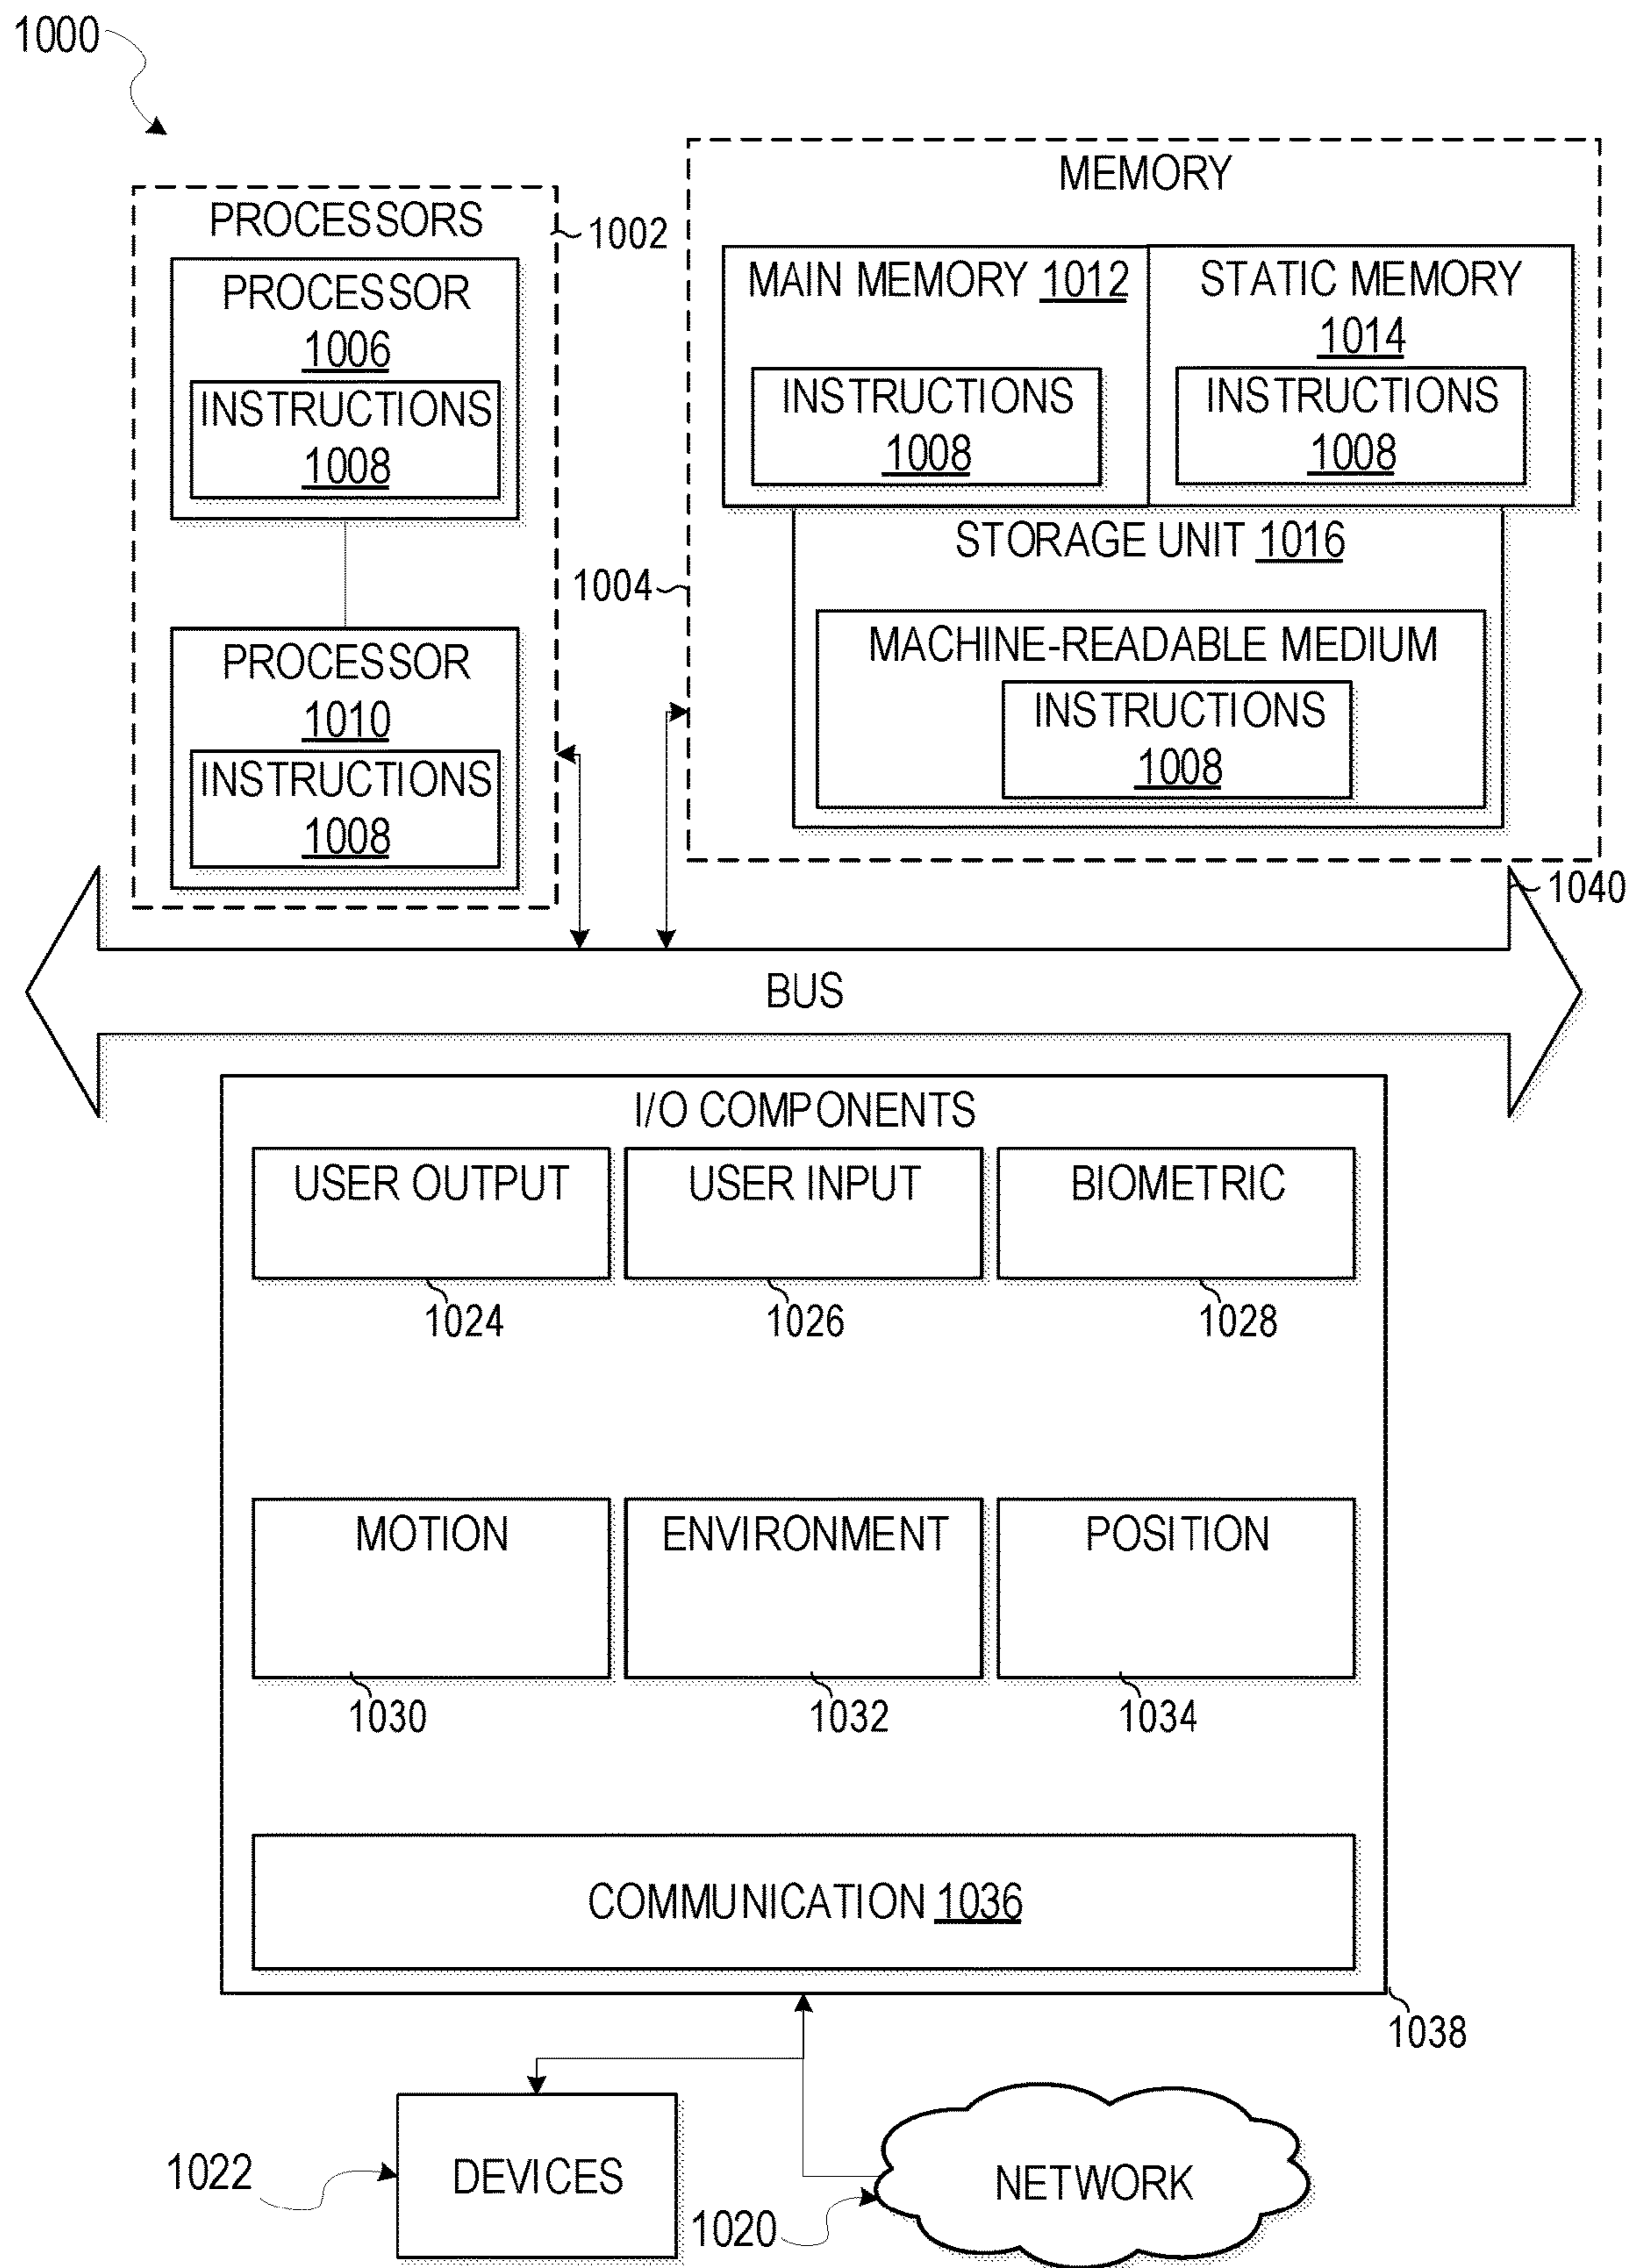 1000
PROCESSORS
1002
PROCESSOR
1006
INSTRUCTIONS
1008
PROCESSOR
1010
INSTRUCTIONS
1008
MEMORY
MAIN MEMORY 1012
INSTRUCTIONS
1008
STATIC MEMORY
1014
INSTRUCTIONS
1008
1004
STORAGE UNIT 1016
MACHINE-READABLE MEDIUM
INSTRUCTIONS
1008
1040
BUS
I/O COMPONENTS
USER OUTPUT
1024
USER INPUT
1026
BIOMETRIC
1028
MOTION
1030
ENVIRONMENT
1032
POSITION
1034
COMMUNICATION 1036
1038
1022
DEVICES
1020
NETWORK